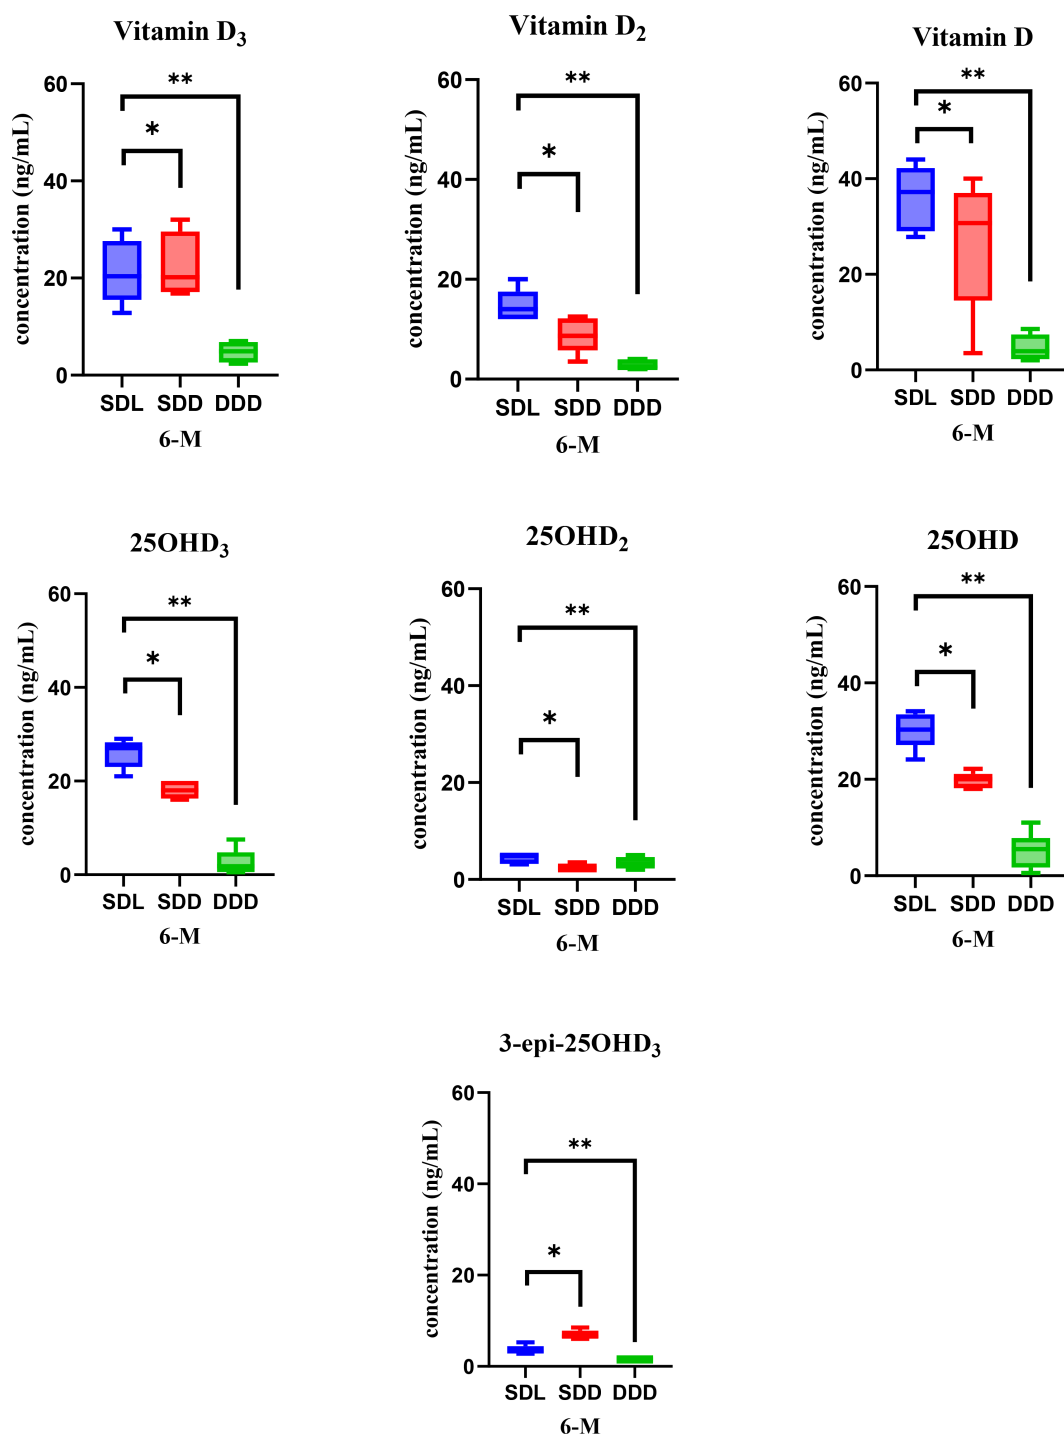 Vitamin D₃
concentration (ng/mL)
60
40
20
0
**
*
SDL SDD DDD
6-M
Vitamin D₂
concentration (ng/mL)
60
40
20
0
**
*
SDL SDD DDD
6-M
Vitamin D
concentration (ng/mL)
60
40
20
0
**
*
SDL SDD DDD
6-M
25OHD₃
concentration (ng/mL)
60
40
20
0
**
*
SDL SDD DDD
6-M
25OHD₂
concentration (ng/mL)
60
40
20
0
**
*
SDL SDD DDD
6-M
25OHD
concentration (ng/mL)
60
40
20
0
**
*
SDL SDD DDD
6-M
3-epi-25OHD₃
concentration (ng/mL)
60
40
20
0
**
*
SDL SDD DDD
6-M